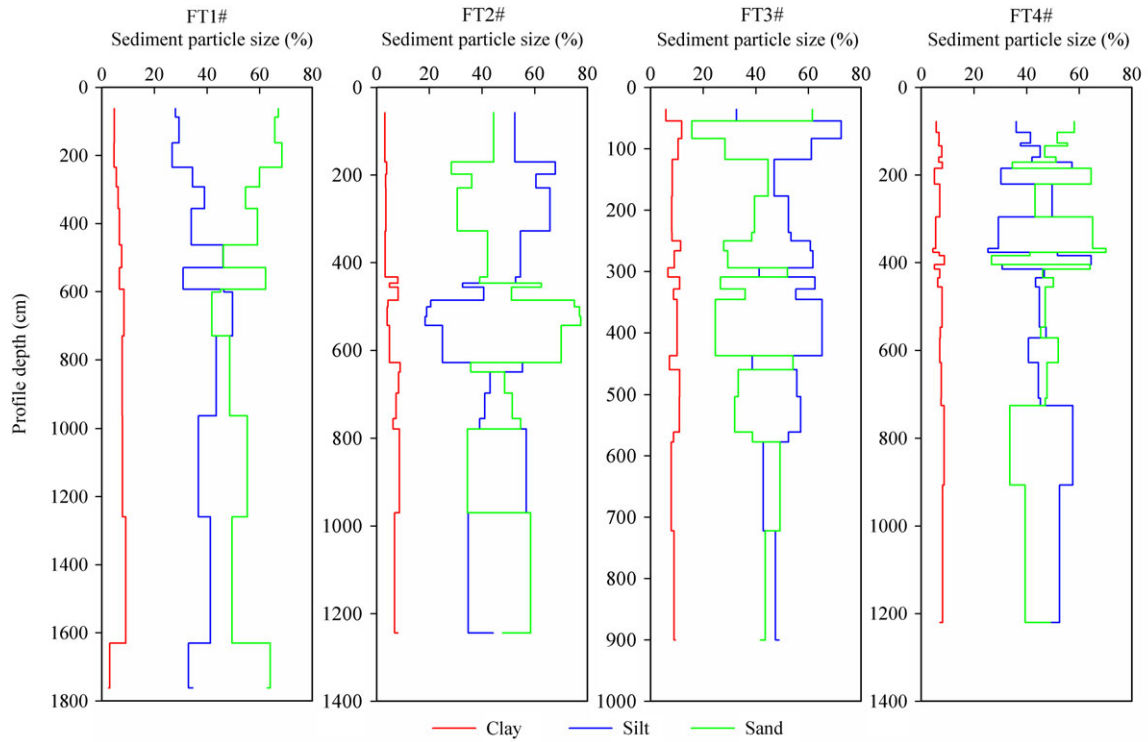 FT1# FT2# FT3# FT4#
Sediment particle size (%) Sediment particle size (%) Sediment particle size (%) Sediment particle size (%)
0 20 40 60 80 0 20 40 60 80 0 20 40 60 80 0 20 40 60 80
0 0 0 0
100
200 200 200 200
300
400 400 400 400
500
600 600 600 600
700
800 800 800 800
900
1000 1000 1000 1000
1200 1200 1200
1400 1400 1400
1600
1800
Profile depth (cm)
Clay Silt Sand